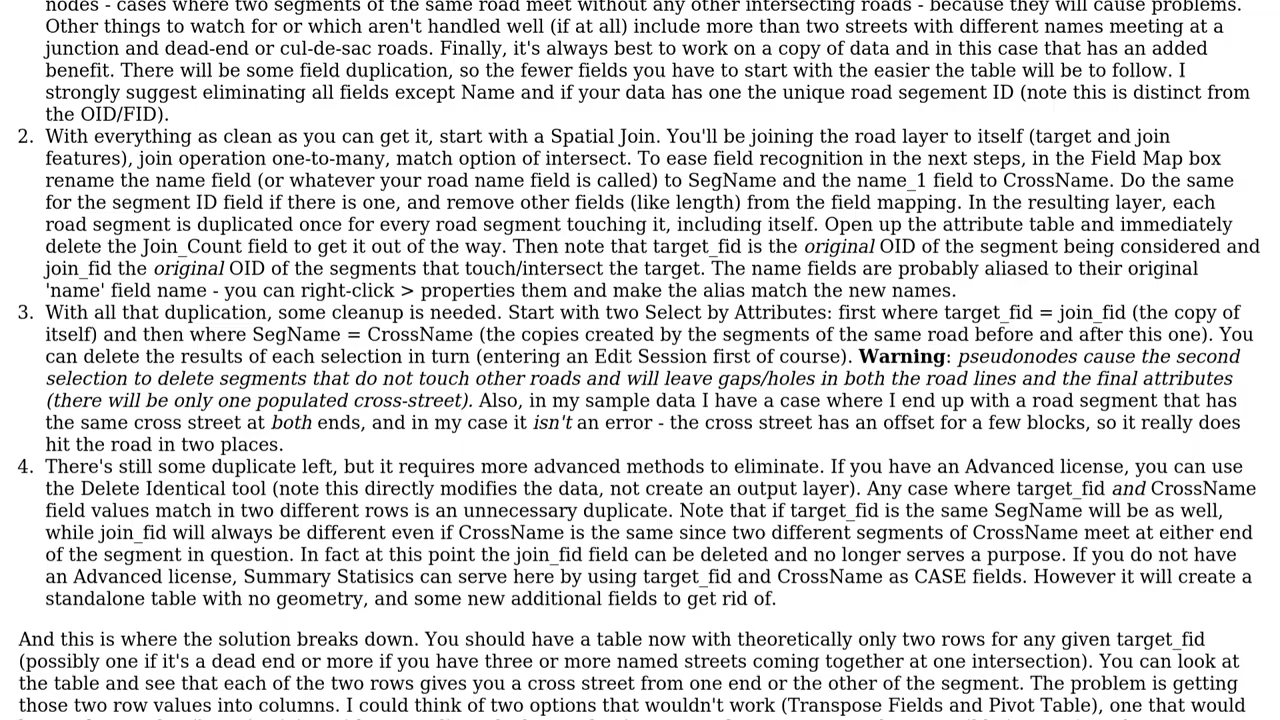 nodes - cases where two segments of the same road meet without any other intersecting roads - because they will cause problems.
Other things to watch for or which aren't handled well (if at all) include more than two streets with different names meeting at a
junction and dead-end or cul-de-sac roads. Finally, it's always best to work on a copy of data and in this case that has an added
benefit. There will be some field duplication, so the fewer fields you have to start with the easier the table will be to follow. I
strongly suggest eliminating all fields except Name and if your data has one the unique road segement ID (note this is distinct from
the OID/FID).
2. With everything as clean as you can get it, start with a Spatial Join. You'll be joining the road layer to itself (target and join
features), join operation one-to-many, match option of intersect. To ease field recognition in the next steps, in the Field Map box
rename the name field (or whatever your road name field is called) to SegName and the name_1 field to CrossName. Do the same
for the segment ID field if there is one, and remove other fields (like length) from the field mapping. In the resulting layer, each
road segment is duplicated once for every road segment touching it, including itself. Open up the attribute table and immediately
delete the Join_Count field to get it out of the way. Then note that target_fid is the original OID of the segment being considered and
join_fid the original OID of the segments that touch/intersect the target. The name fields are probably aliased to their original
'name' field name - you can right-click > properties them and make the alias match the new names.
3. With all that duplication, some cleanup is needed. Start with two Select by Attributes: first where target_fid = join_fid (the copy of
itself) and then where SegName = CrossName (the copies created by the segments of the same road before and after this one). You
can delete the results of each selection in turn (entering an Edit Session first of course). Warning: pseudonodes cause the second
selection to delete segments that do not touch other roads and will leave gaps/holes in both the road lines and the final attributes
(there will be only one populated cross-street). Also, in my sample data I have a case where I end up with a road segment that has
the same cross street at both ends, and in my case it isn't an error - the cross street has an offset for a few blocks, so it really does
hit the road in two places.
4. There's still some duplicate left, but it requires more advanced methods to eliminate. If you have an Advanced license, you can use
the Delete Identical tool (note this directly modifies the data, not create an output layer). Any case where target_fid and CrossName
field values match in two different rows is an unnecessary duplicate. Note that if target_fid is the same SegName will be as well,
while join_fid will always be different even if CrossName is the same since two different segments of CrossName meet at either end
of the segment in question. In fact at this point the join_fid field can be deleted and no longer serves a purpose. If you do not have
an Advanced license, Summary Statisics can serve here by using target_fid and CrossName as CASE fields. However it will create a
standalone table with no geometry, and some new additional fields to get rid of.
And this is where the solution breaks down. You should have a table now with theoretically only two rows for any given target_fid
(possibly one if it's a dead end or more if you have three or more named streets coming together at one intersection). You can look at
the table and see that each of the two rows gives you a cross street from one end or the other of the segment. The problem is getting
those two row values into columns. I could think of two options that wouldn't work (Transpose Fields and Pivot Table), one that would